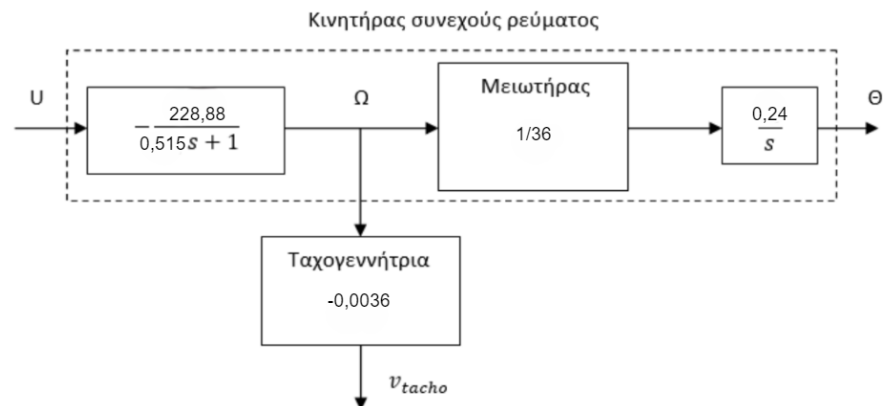 Κινητήρας συνεχούς ρεύματος
U
− 228,88 / 0,515s + 1
Ω
Μειωτήρας
1/36
0,24 / s
Θ
Ταχογεννήτρια
-0,0036
v_tacho